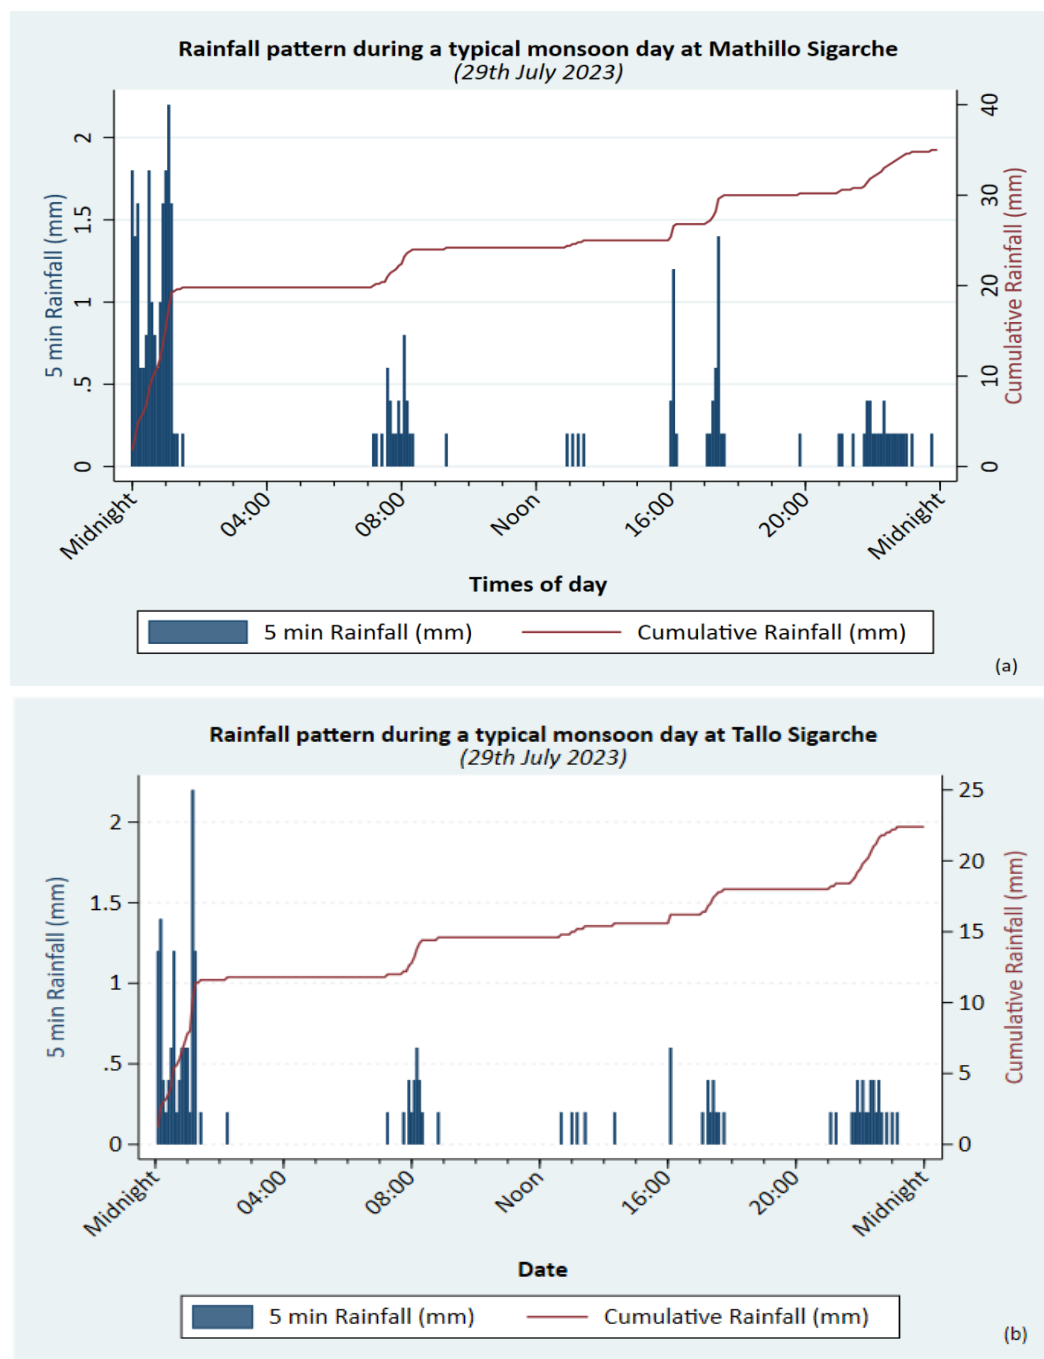 Rainfall pattern during a typical monsoon day at Mathillo Sigarche
(29th July 2023)
5 min Rainfall (mm)
2
1.5
1
.5
0
40
30
20
10
0
Cumulative Rainfall (mm)
Midnight
04:00
08:00
Noon
16:00
20:00
Midnight
Times of day
5 min Rainfall (mm)
Cumulative Rainfall (mm)
(a)
Rainfall pattern during a typical monsoon day at Tallo Sigarche
(29th July 2023)
5 min Rainfall (mm)
2
1.5
1
.5
0
25
20
15
10
5
0
Cumulative Rainfall (mm)
Midnight
04:00
08:00
Noon
16:00
20:00
Midnight
Date
5 min Rainfall (mm)
Cumulative Rainfall (mm)
(b)